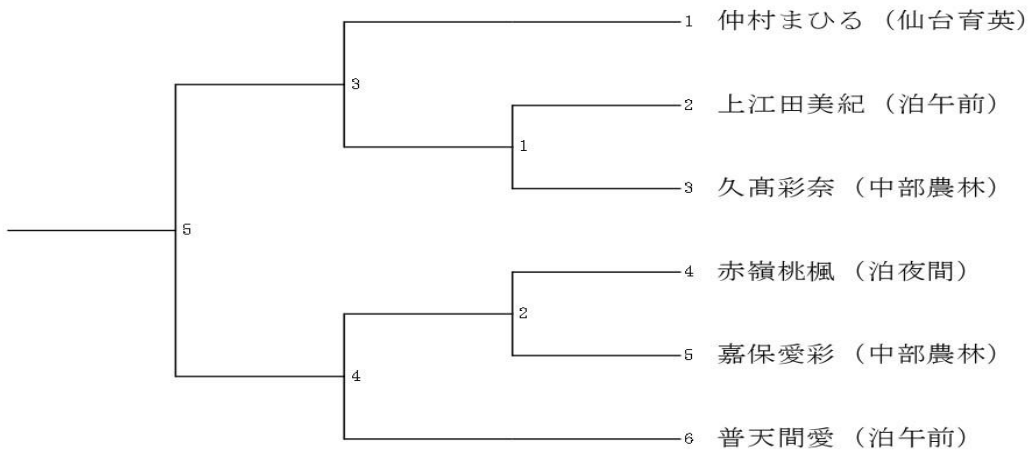 1 仲村まひる（仙台育英）
3
2 上江田美紀（泊午前）
1
3 久髙彩奈（中部農林）
5
4 赤嶺桃楓（泊夜間）
2
5 嘉保愛彩（中部農林）
4
6 普天間愛（泊午前）